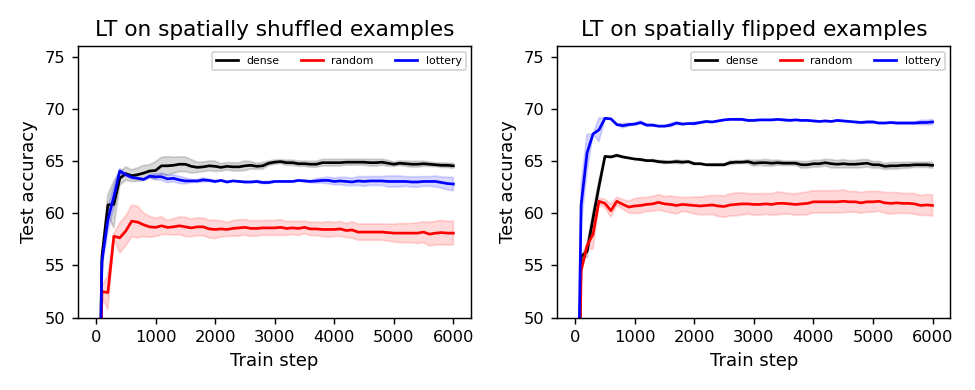 LT on spatially shuffled examples
dense random lottery
75
70
65
60
55
50
Test accuracy
0 1000 2000 3000 4000 5000 6000
Train step
LT on spatially flipped examples
dense random lottery
75
70
65
60
55
50
Test accuracy
0 1000 2000 3000 4000 5000 6000
Train step